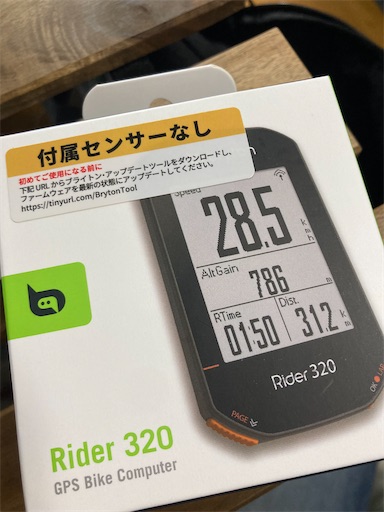 付属センサーなし
初めてご使用になる前に
下記URLからブライトン・アップデートツールをダウンロードし、
ファームウェアを最新の状態にアップデートしてください。
https://tinyurl.com/BrytonTool
Speed
28.5
km
h
AltGain
786
m
RTime
01:50
Dist.
31.2
km
Rider 320
PAGE
OK
LAP
Rider 320
GPS Bike Computer